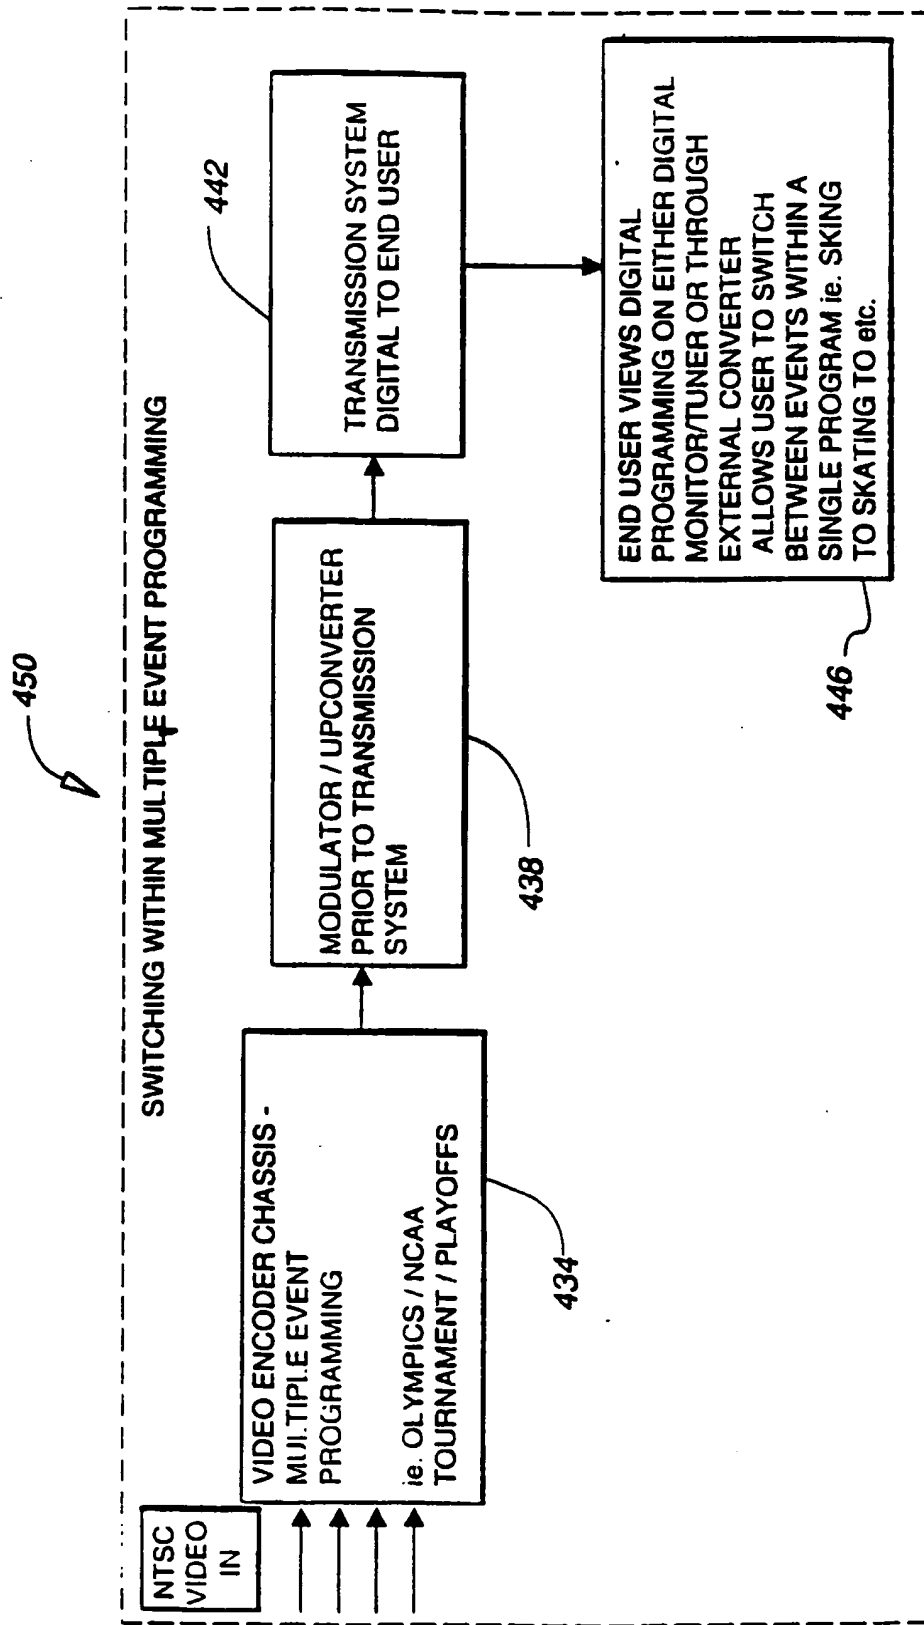 450
SWITCHING WITHIN MULTIPLE EVENT PROGRAMMING
NTSC
VIDEO
IN
VIDEO ENCODER CHASSIS -
MULTIPLE EVENT
PROGRAMMING
ie. OLYMPICS / NCAA
TOURNAMENT / PLAYOFFS
434
MODULATOR / UPCONVERTER
PRIOR TO TRANSMISSION
SYSTEM
438
442
TRANSMISSION SYSTEM
DIGITAL TO END USER
END USER VIEWS DIGITAL
PROGRAMMING ON EITHER DIGITAL
MONITOR/TUNER OR THROUGH
EXTERNAL CONVERTER
ALLOWS USER TO SWITCH
BETWEEN EVENTS WITHIN A
SINGLE PROGRAM ie. SKING
TO SKATING TO etc.
446